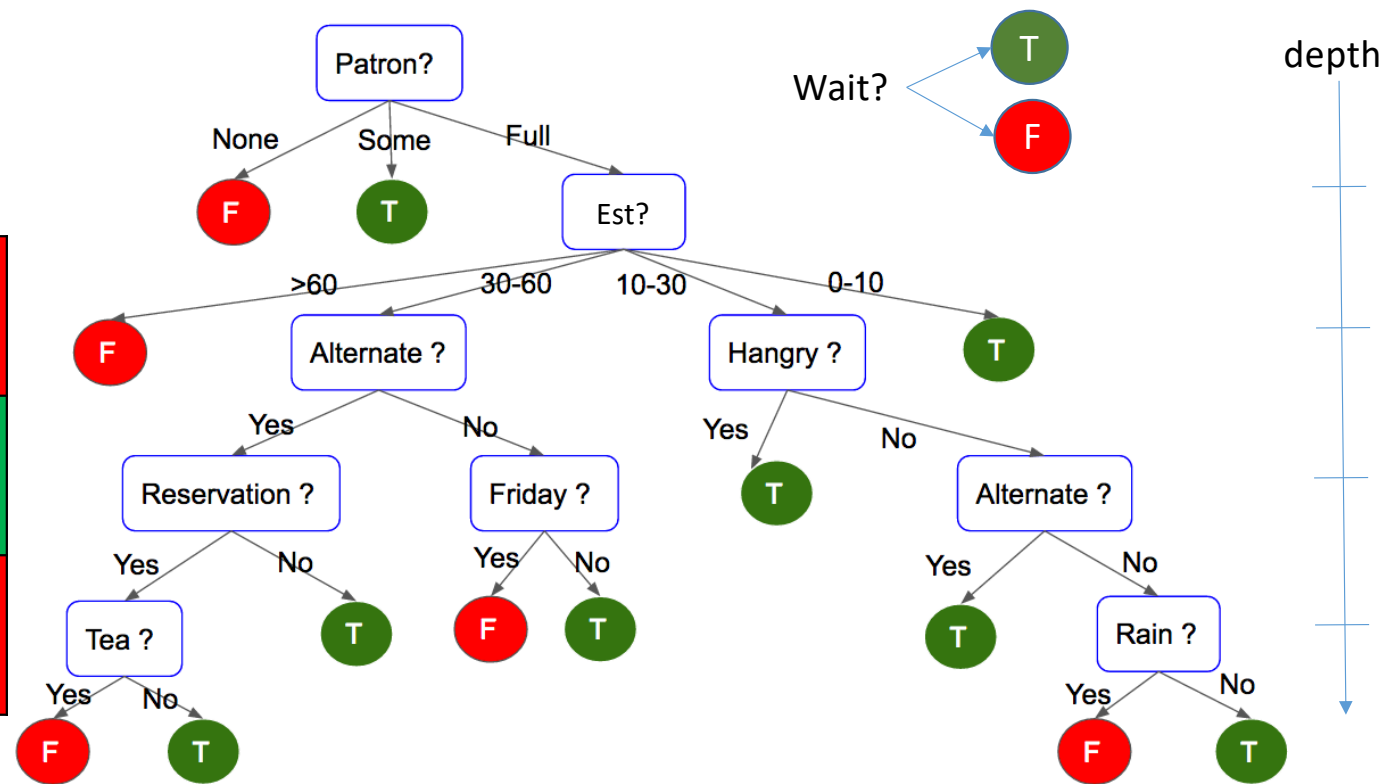 Patron?
Wait?
T
F
depth
None
Some
Full
F
T
Est?
>60
30-60
10-30
0-10
F
Alternate ?
Hangry ?
T
Yes
No
Yes
No
Reservation ?
Friday ?
T
Alternate ?
Yes
No
Yes
No
Yes
No
Tea ?
T
F
T
T
Rain ?
Yes
No
Yes
No
F
T
F
T